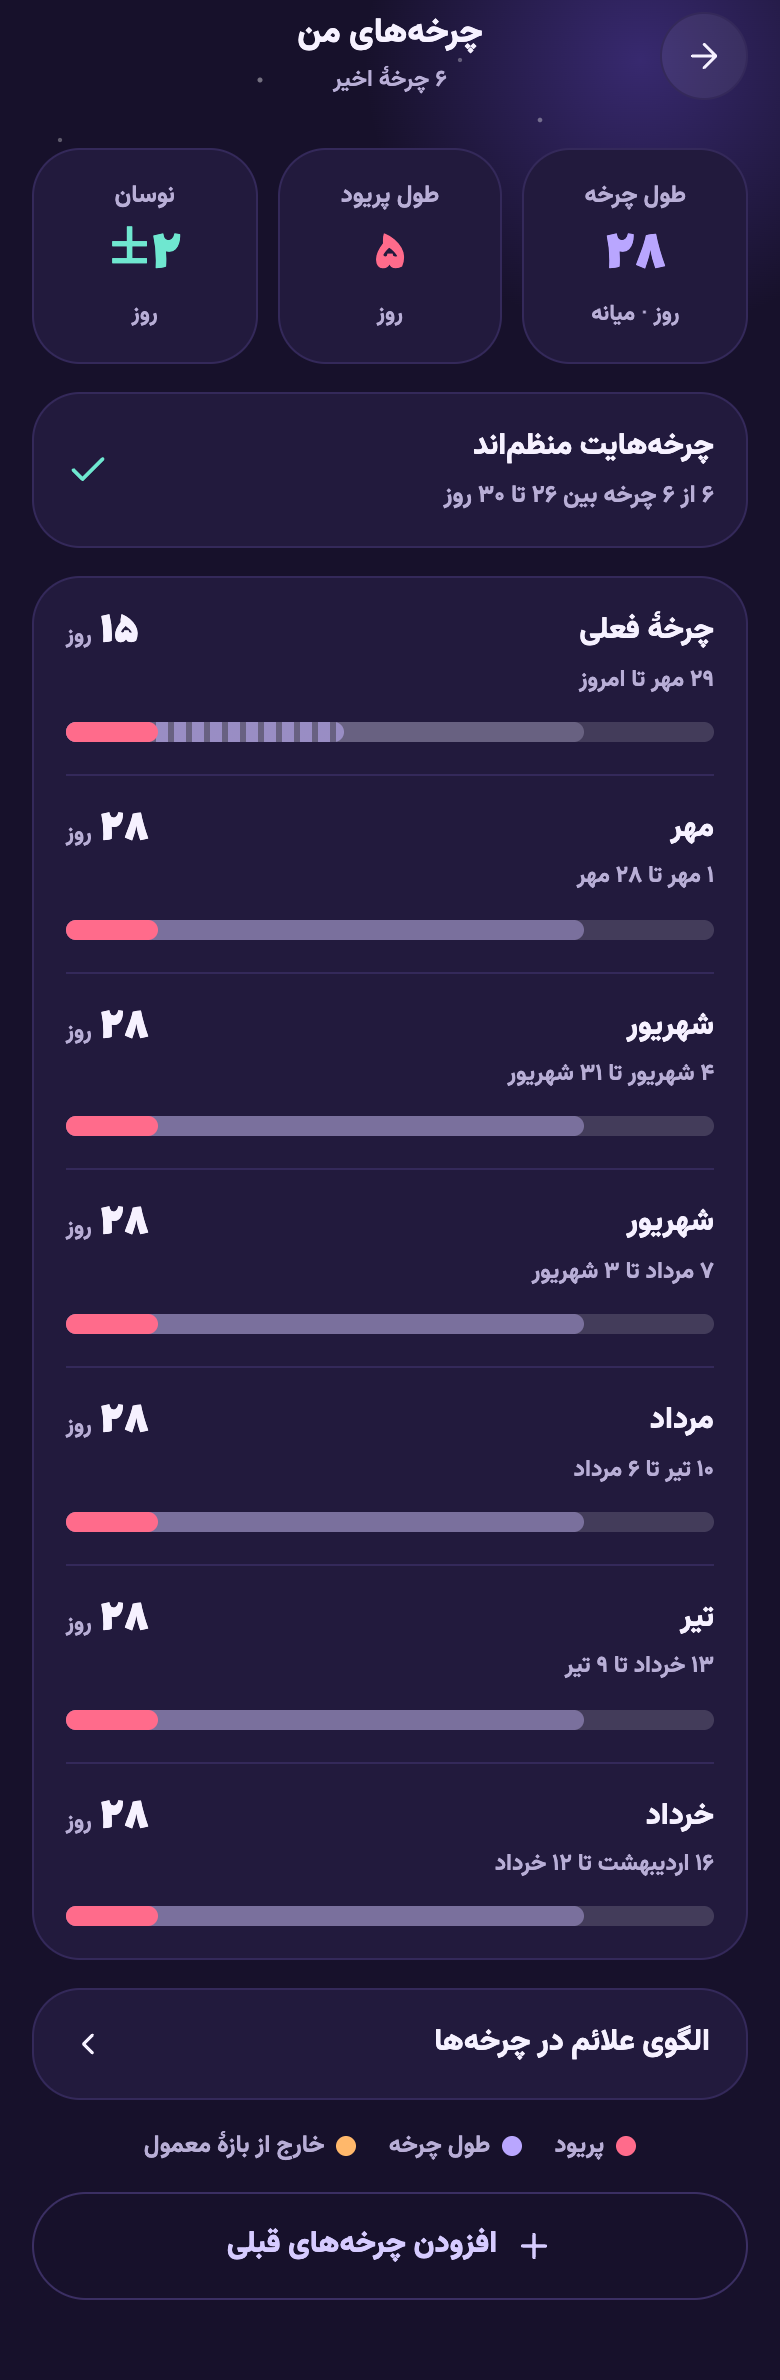 چرخه‌های من
۶ چرخهٔ اخیر
طول چرخه
۲۸
روز · میانه
طول پریود
۵
روز
نوسان
±۲
روز
چرخه‌هایت منظم‌اند
۶ از ۶ چرخه بین ۲۶ تا ۳۰ روز
چرخهٔ فعلی
۱۵ روز
۲۹ مهر تا امروز
مهر
۲۸ روز
۱ مهر تا ۲۸ مهر
شهریور
۲۸ روز
۴ شهریور تا ۳۱ شهریور
شهریور
۲۸ روز
۷ مرداد تا ۳ شهریور
مرداد
۲۸ روز
۱۰ تیر تا ۶ مرداد
تیر
۲۸ روز
۱۳ خرداد تا ۹ تیر
خرداد
۲۸ روز
۱۶ اردیبهشت تا ۱۲ خرداد
الگوی علائم در چرخه‌ها
پریود
طول چرخه
خارج از بازهٔ معمول
افزودن چرخه‌های قبلی